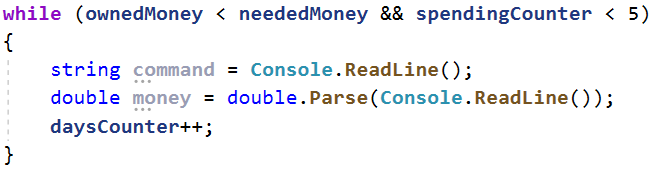 while (ownedMoney < neededMoney && spendingCounter < 5)
{
    string command = Console.ReadLine();
    double money = double.Parse(Console.ReadLine());
    daysCounter++;
}